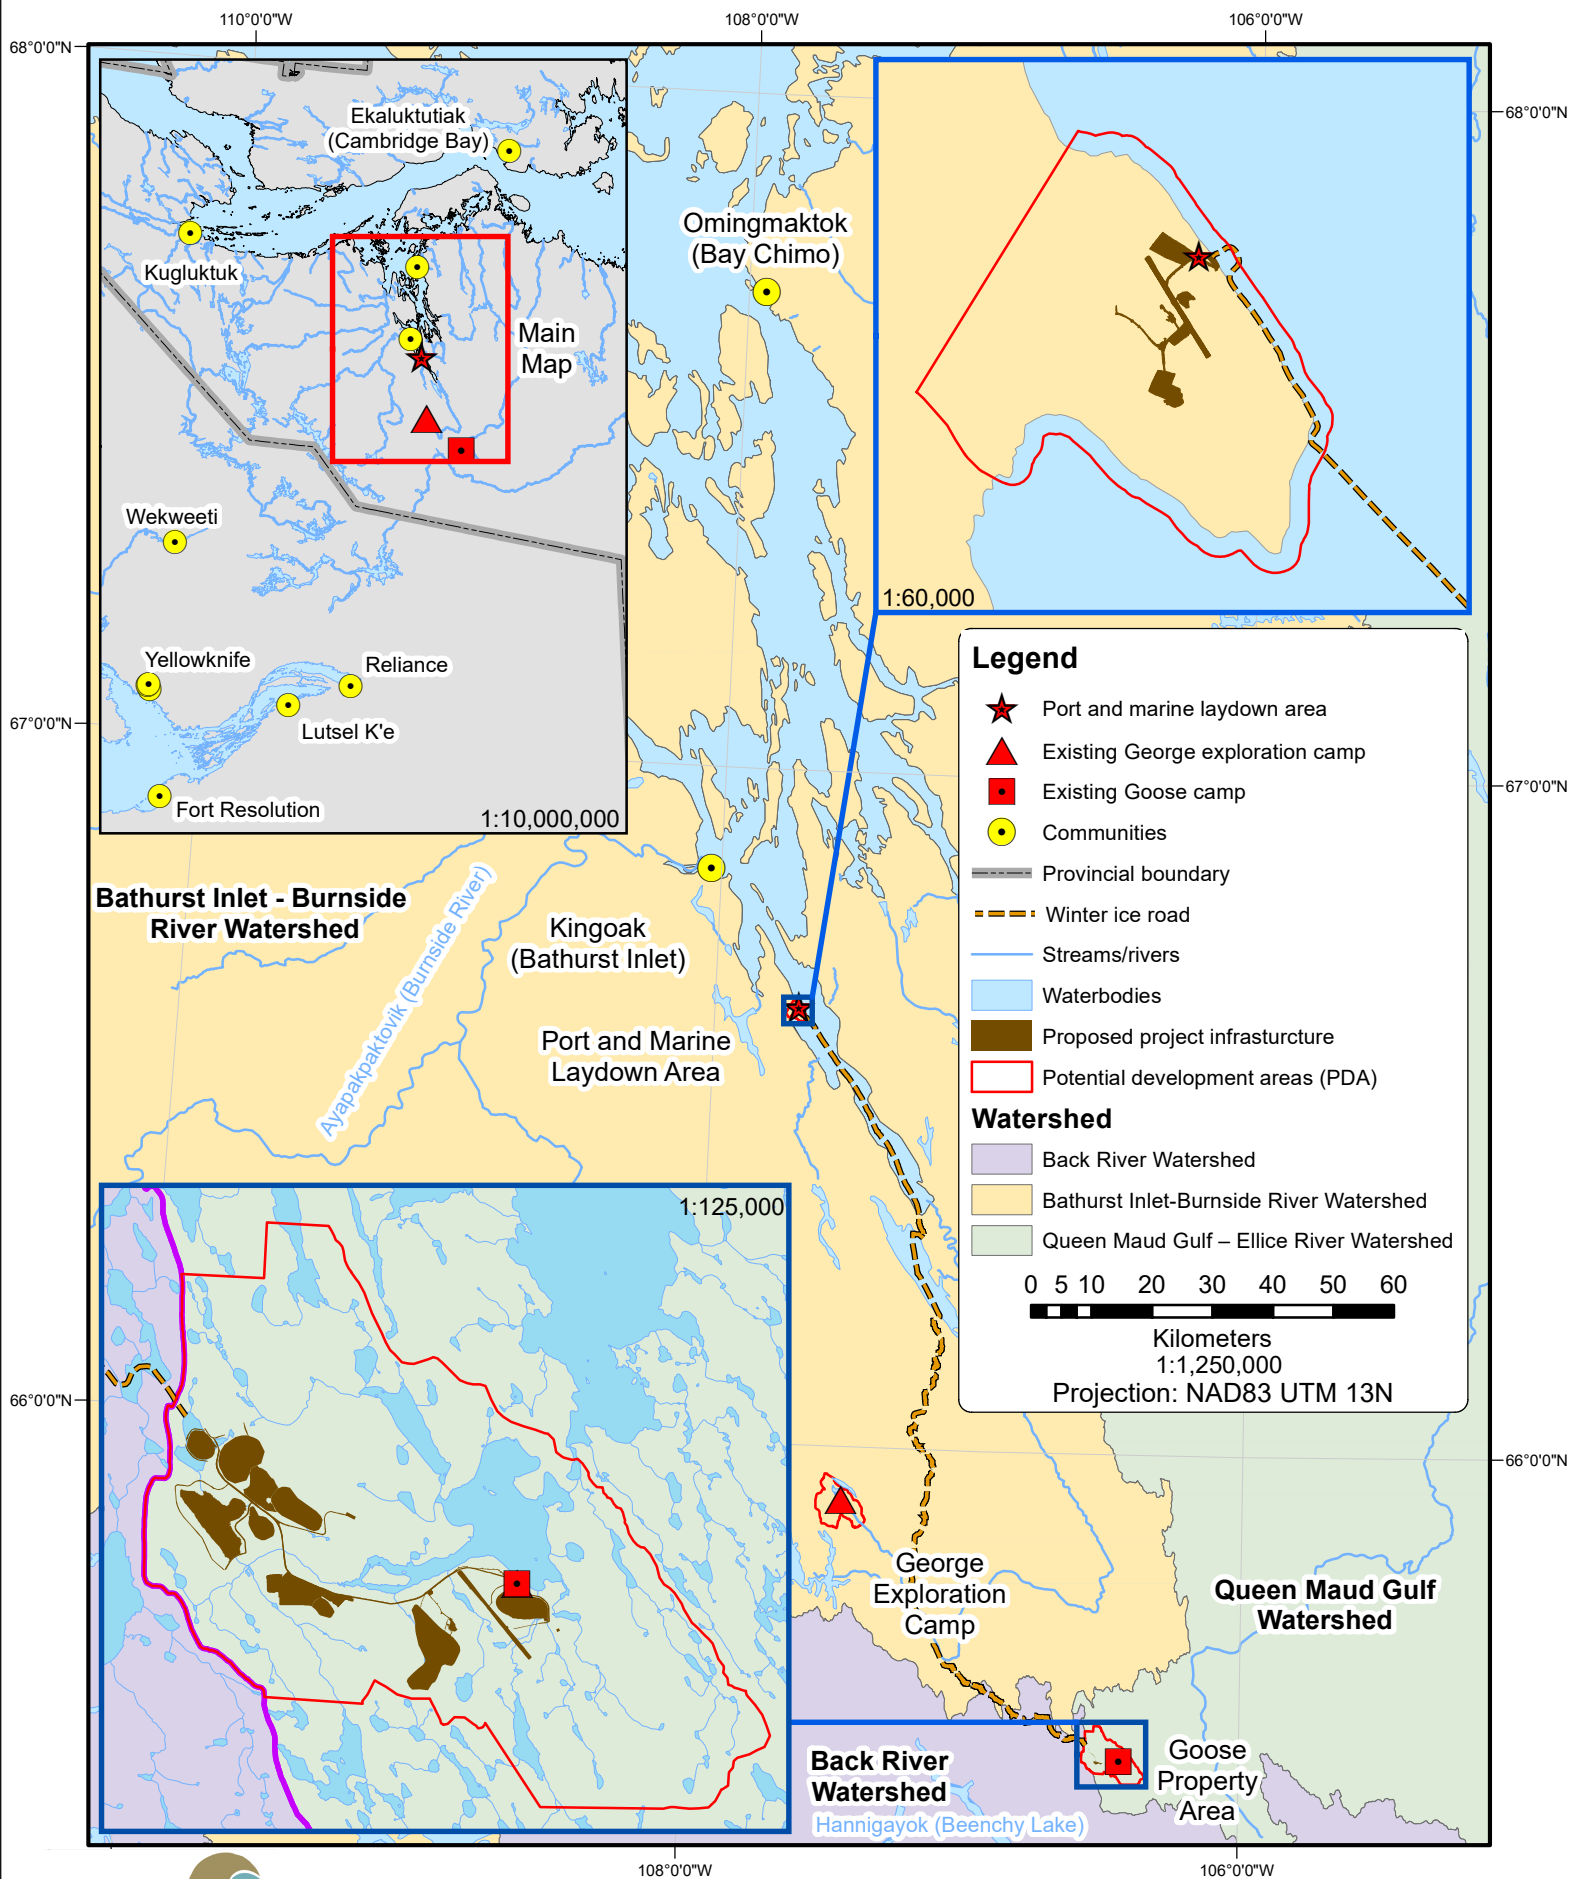 110°0'0"W
108°0'0"W
106°0'0"W
68°0'0"N
68°0'0"N
Ekaluktutiak
(Cambridge Bay)
Kugluktuk
Main
Map
Wekweeti
Yellowknife
Reliance
Lutsel K'e
Fort Resolution
1:10,000,000
Omingmaktok
(Bay Chimo)
1:60,000
67°0'0"N
67°0'0"N
Legend
Port and marine laydown area
Existing George exploration camp
Existing Goose camp
Communities
Provincial boundary
Winter ice road
Streams/rivers
Waterbodies
Proposed project infrasturcture
Potential development areas (PDA)
Watershed
Back River Watershed
Bathurst Inlet-Burnside River Watershed
Queen Maud Gulf – Ellice River Watershed
0 5 10 20 30 40 50 60
Kilometers
1:1,250,000
Projection: NAD83 UTM 13N
Bathurst Inlet - Burnside
River Watershed
Ayapakpaktovik (Burnside River)
Kingoak
(Bathurst Inlet)
Port and Marine
Laydown Area
1:125,000
66°0'0"N
66°0'0"N
George
Exploration
Camp
Queen Maud Gulf
Watershed
Back River
Watershed
Hannigayok (Beenchy Lake)
Goose
Property
Area
108°0'0"W
106°0'0"W